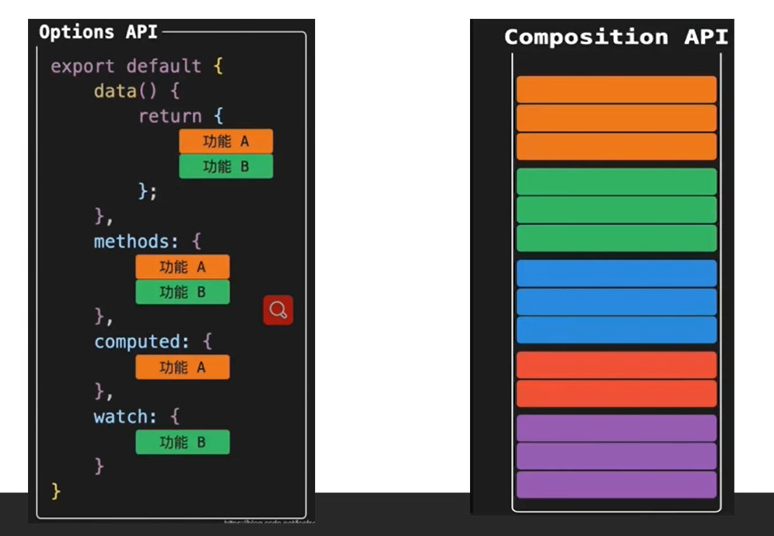 Options API
export default {
data() {
return {
功能 A
功能 B
};
},
methods: {
功能 A
功能 B
},
computed: {
功能 A
},
watch: {
功能 B
}
}
Composition API